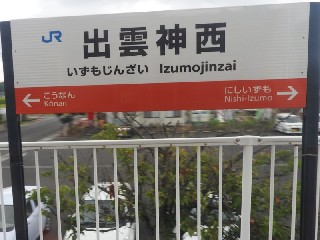 JR 出雲神西
いずもじんざい Izumojinzai
こうなん にしいずも
Kōnan Nishi-Izumo